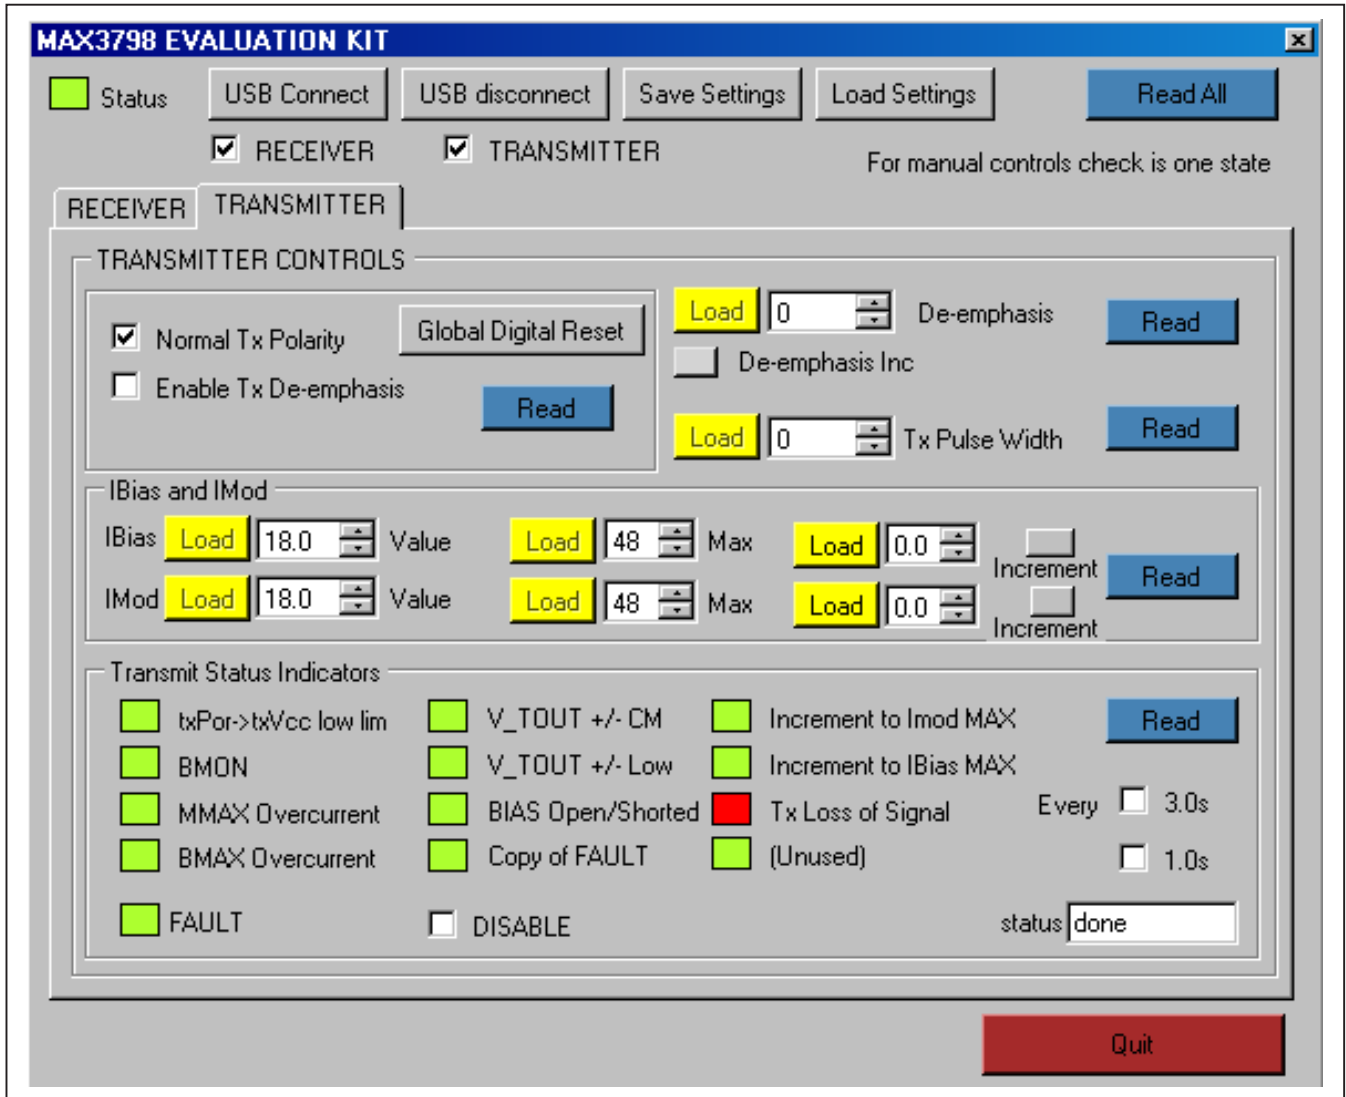 MAX3798 EVALUATION KIT
Status USB Connect USB disconnect Save Settings Load Settings Read All
RECEIVER TRANSMITTER
For manual controls check is one state
RECEIVER TRANSMITTER
TRANSMITTER CONTROLS
Normal Tx Polarity Global Digital Reset
Enable Tx De-emphasis
Read
Load 0 De-emphasis Read
De-emphasis Inc
Load 0 Tx Pulse Width Read
IBias and IMod
IBias Load 18.0 Value Load 48 Max Load 0.0 Increment
IMod Load 18.0 Value Load 48 Max Load 0.0 Increment
Read
Transmit Status Indicators
txPor->txVcc low lim V_TOUT +/- CM Increment to Imod MAX Read
BMON V_TOUT +/- Low Increment to IBias MAX
MMAX Overcurrent BIAS Open/Shorted Tx Loss of Signal Every 3.0s
BMAX Overcurrent Copy of FAULT (Unused) 1.0s
FAULT DISABLE status done
Quit